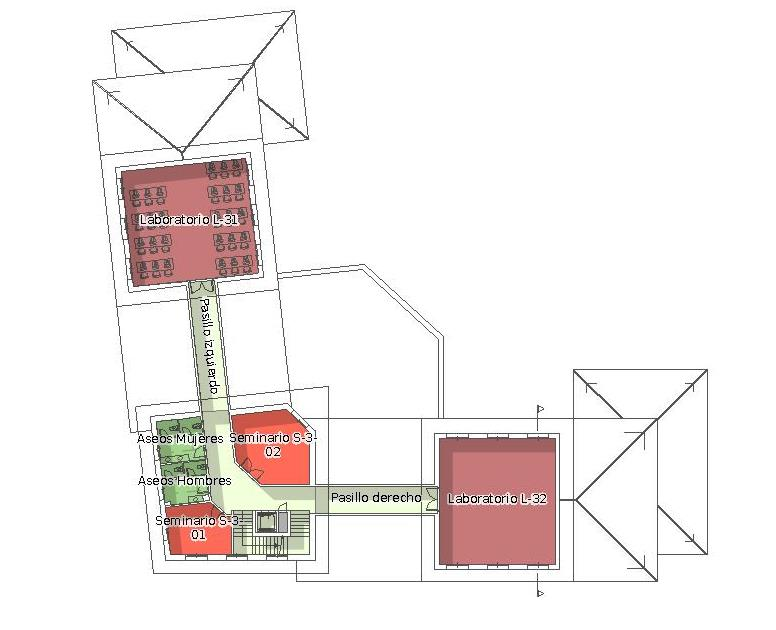 Laboratorio L-31
Pasillo Izquierdo
Aseos Mujeres
Seminario S-3-
02
Aseos Hombres
Pasillo derecho
Laboratorio L-32
Seminario S-3-
01